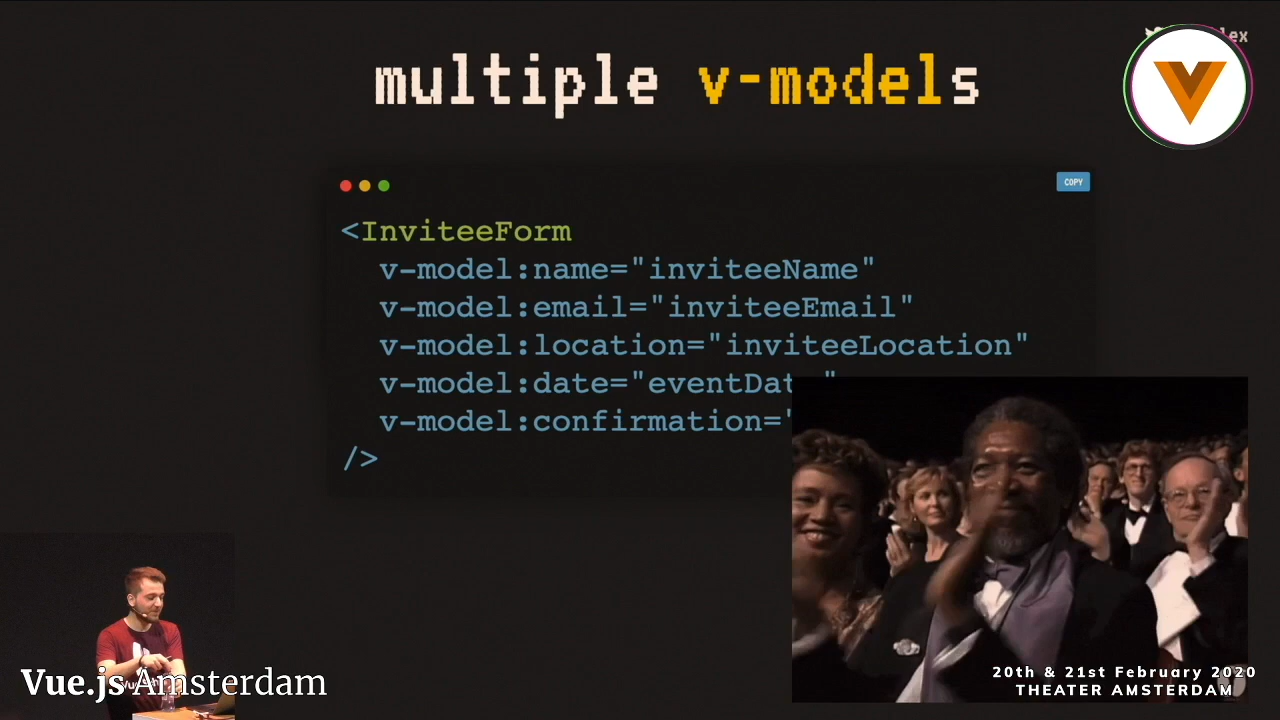 multiple v-models
COPY
<InviteeForm
v-model:name="inviteeName"
v-model:email="inviteeEmail"
v-model:location="inviteeLocation"
v-model:date="eventDate"
v-model:confirmation="
/>
Vue.js Amsterdam
20th & 21st February 2020
THEATER AMSTERDAM